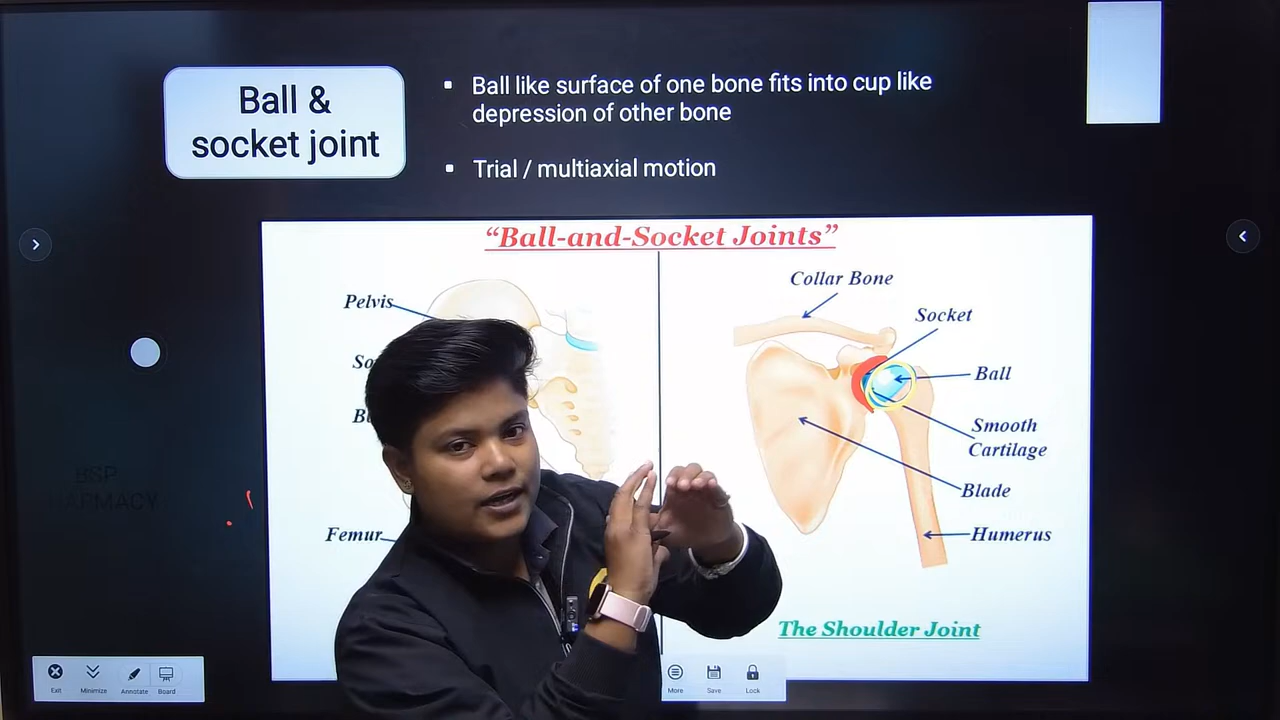 Ball &
socket joint
▪ Ball like surface of one bone fits into cup like
depression of other bone
▪ Trial / multiaxial motion
“Ball-and-Socket Joints”
Pelvis
Femur
Collar Bone
Socket
Ball
Smooth
Cartilage
Blade
Humerus
The Shoulder Joint
BSP
Exit
Minimize
Annotate
Board
More
Save
Lock